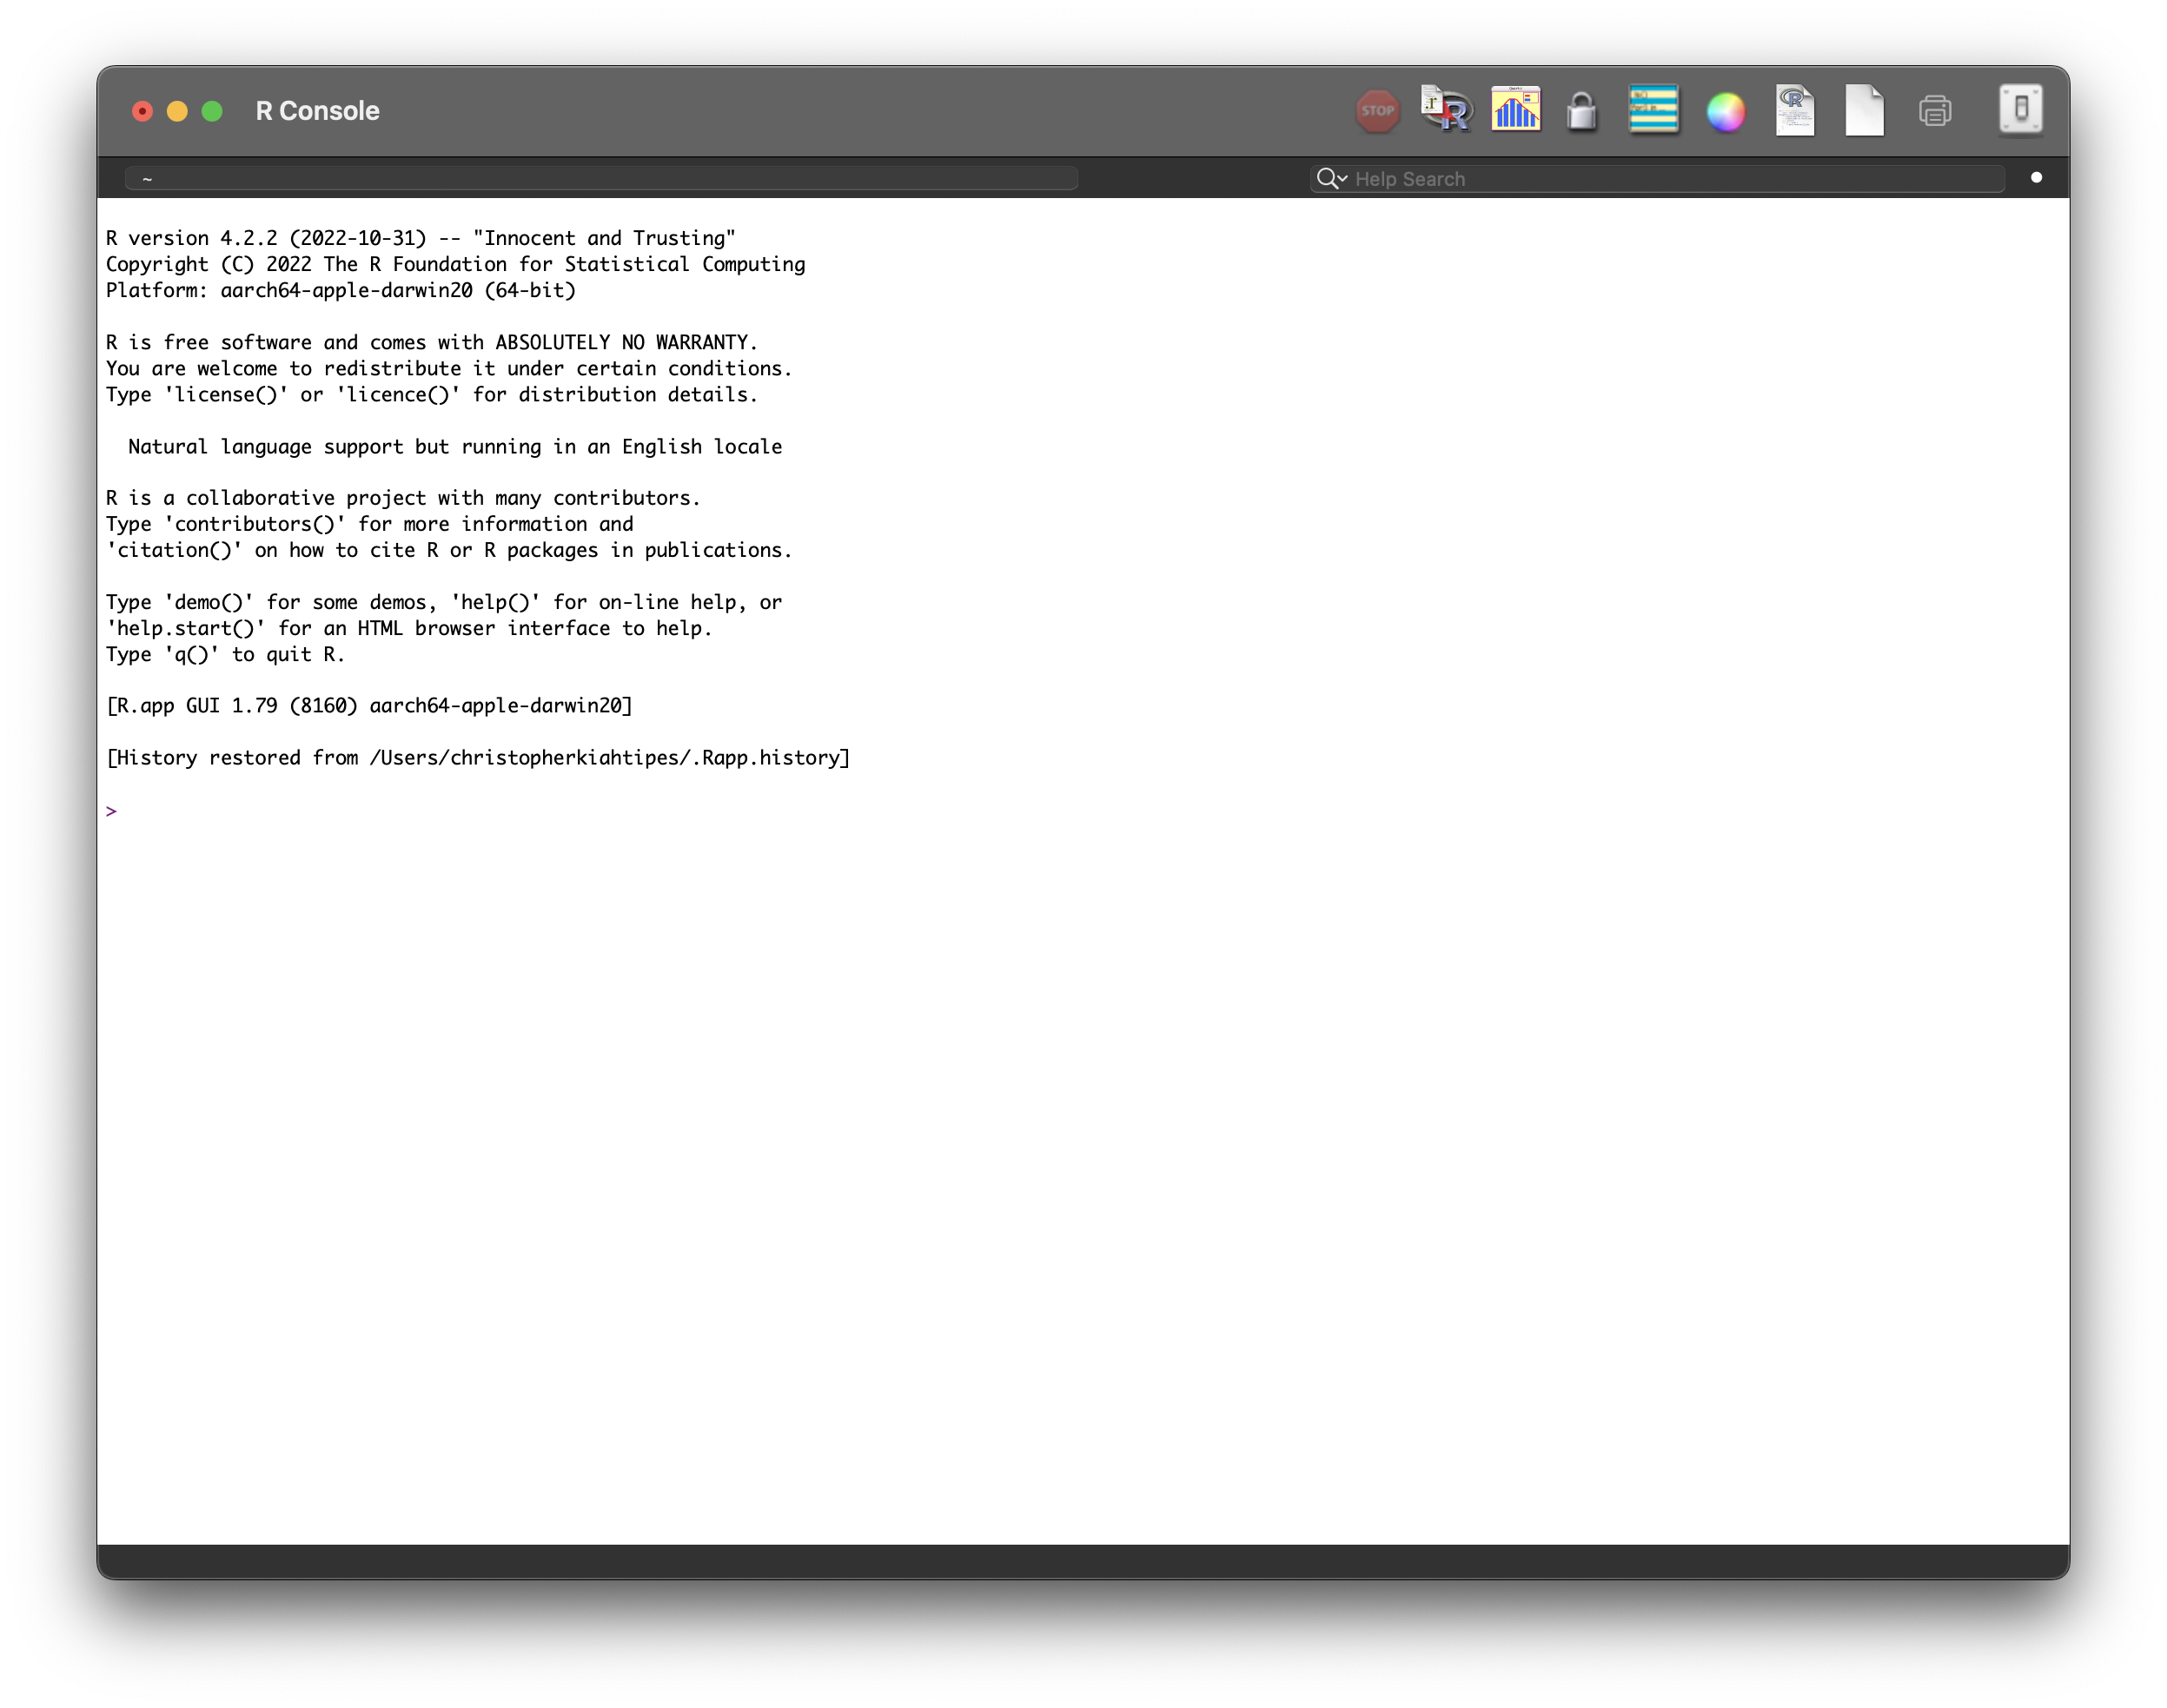 R Console
STOP
~
Help Search
R version 4.2.2 (2022-10-31) -- "Innocent and Trusting"
Copyright (C) 2022 The R Foundation for Statistical Computing
Platform: aarch64-apple-darwin20 (64-bit)
R is free software and comes with ABSOLUTELY NO WARRANTY.
You are welcome to redistribute it under certain conditions.
Type 'license()' or 'licence()' for distribution details.
Natural language support but running in an English locale
R is a collaborative project with many contributors.
Type 'contributors()' for more information and
'citation()' on how to cite R or R packages in publications.
Type 'demo()' for some demos, 'help()' for on-line help, or
'help.start()' for an HTML browser interface to help.
Type 'q()' to quit R.
[R.app GUI 1.79 (8160) aarch64-apple-darwin20]
[History restored from /Users/christopherkiahtipes/.Rapp.history]
>